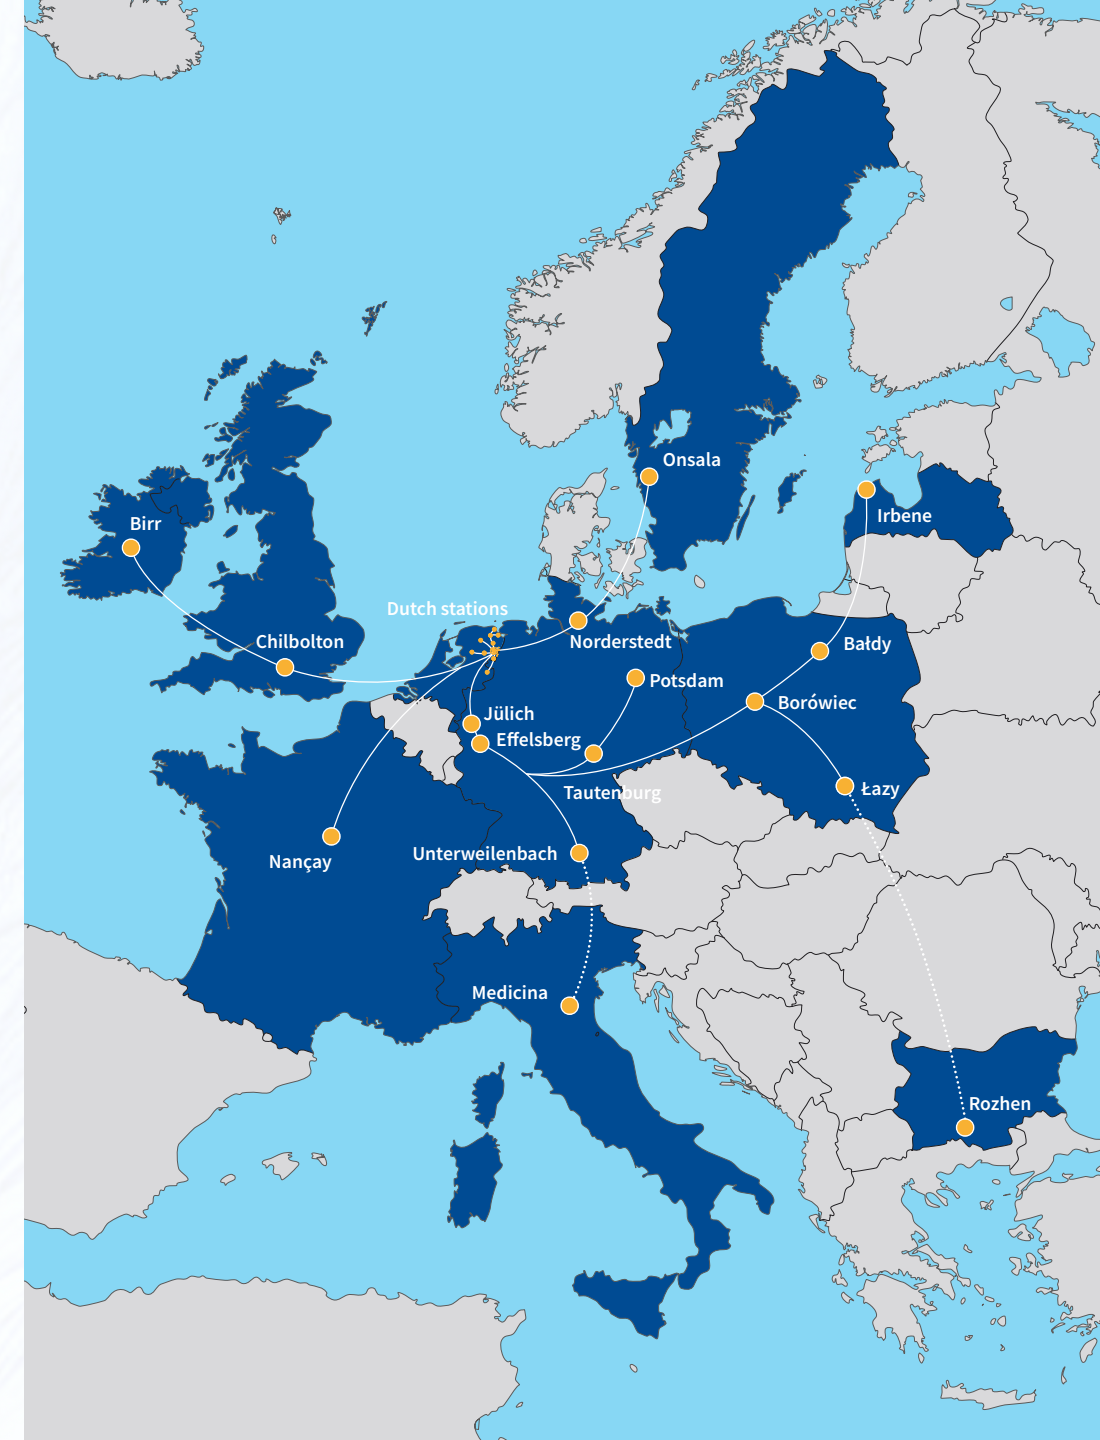 Onsala
Irbene
Birr
Dutch stations
Chilbolton
Norderstedt
Bałdy
Potsdam
Borówiec
Jülich
Effelsberg
Tautenburg
Łazy
Unterweilenbach
Nançay
Medicina
Rozhen